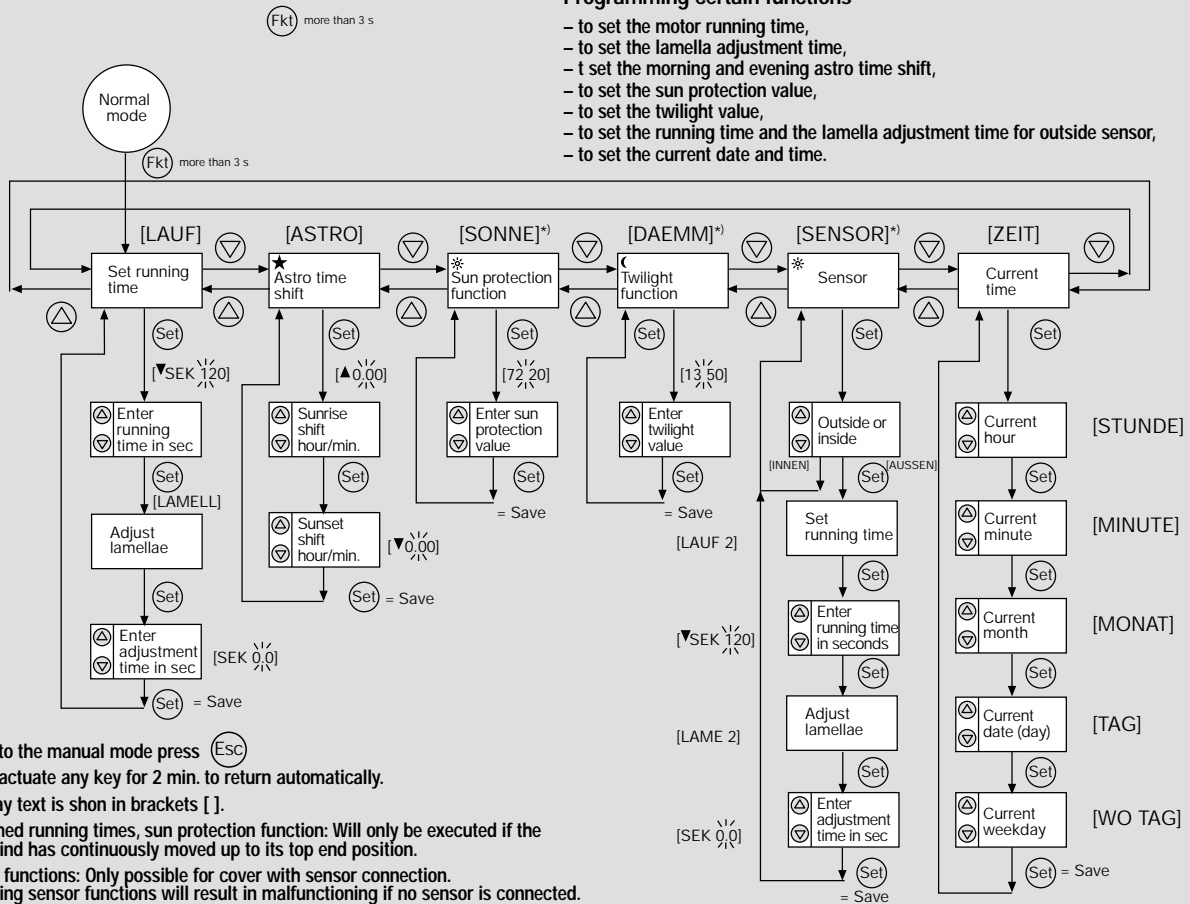 Programming certain functions
(Fkt) more than 3 s
– to set the motor running time,
– to set the lamella adjustment time,
– t set the morning and evening astro time shift,
– to set the sun protection value,
– to set the twilight value,
– to set the running time and the lamella adjustment time for outside sensor,
– to set the current date and time.
Normal
mode
(Fkt) more than 3 s
[LAUF]
Set running
time
Set
[▼SEK 120]
Enter
running
time in sec
Set
[LAMELL]
Adjust
lamellae
Set
Enter
adjustment
time in sec
[SEK 0.0]
Set = Save
[ASTRO]
Astro time
shift
Set
[▲0.00]
Sunrise
shift
hour/min.
Set
Sunset
shift
hour/min.
[▼0.00]
Set = Save
[SONNE]*)
Sun protection
function
Set
[72 20]
Enter sun
protection
value
Set
= Save
[DAEMM]*)
Twilight
function
Set
[13 50]
Enter
twilight
value
Set
= Save
[SENSOR]*)
Sensor
Set
Outside or
inside
[INNEN]
Set
[AUSSEN]
[LAUF 2]
Set
running time
Set
[▼SEK 120]
Enter
running time
in seconds
Set
[LAME 2]
Adjust
lamellae
Set
[SEK 0.0]
Enter
adjustment
time in sec
Set
= Save
[ZEIT]
Current
time
Set
Current
hour
[STUNDE]
Set
Current
minute
[MINUTE]
Set
Current
month
[MONAT]
Set
Current
date (day)
[TAG]
Set
Current
weekday
[WO TAG]
Set = Save
to the manual mode press (Esc)
actuate any key for 2 min. to return automatically.
ay text is shon in brackets [ ].
ned running times, sun protection function: Will only be executed if the
ind has continuously moved up to its top end position.
functions: Only possible for cover with sensor connection.
ing sensor functions will result in malfunctioning if no sensor is connected.